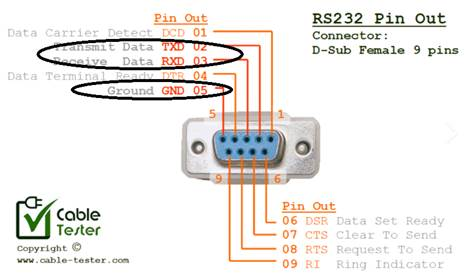 Pin Out
Data Carrier Detect DCD 01
Transmit Data TXD 02
Receive Data RXD 03
Data Terminal Ready DTR 04
Ground GND 05
RS232 Pin Out
Connector:
D-Sub Female 9 pins
5 1
9 6
Pin Out
06 DSR Data Set Ready
07 CTS Clear To Send
08 RTS Request To Send
09 RI Ring Indicator
Cable
Tester
Copyright ©
www.cable-tester.com